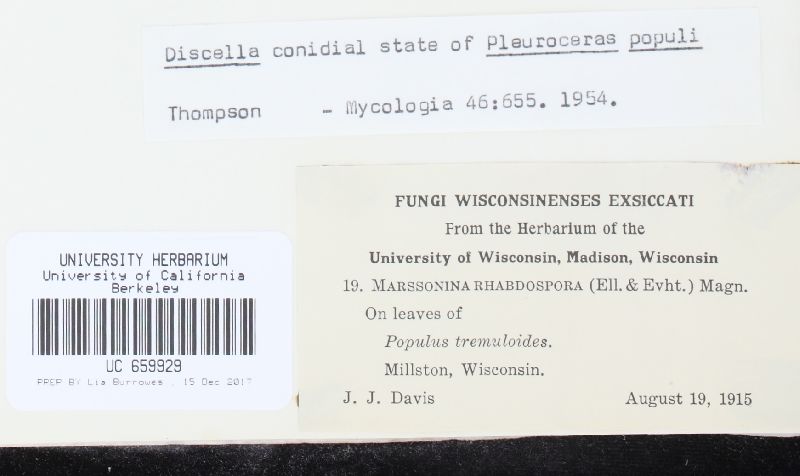 Discella conidial state of Pleuroceras populi
Thompson - Mycologia 46:655. 1954.
FUNGI WISCONSINENSES EXSICCATI
From the Herbarium of the
University of Wisconsin, Madison, Wisconsin
19. MARSSONINA RHABDOSPORA (Ell. & Evht.) Magn.
On leaves of
Populus tremuloides.
Millston, Wisconsin.
J. J. Davis August 19, 1915
UNIVERSITY HERBARIUM
University of California
Berkeley
UC 659929
PREP BY Lia Burrowes , 15 Dec 2017